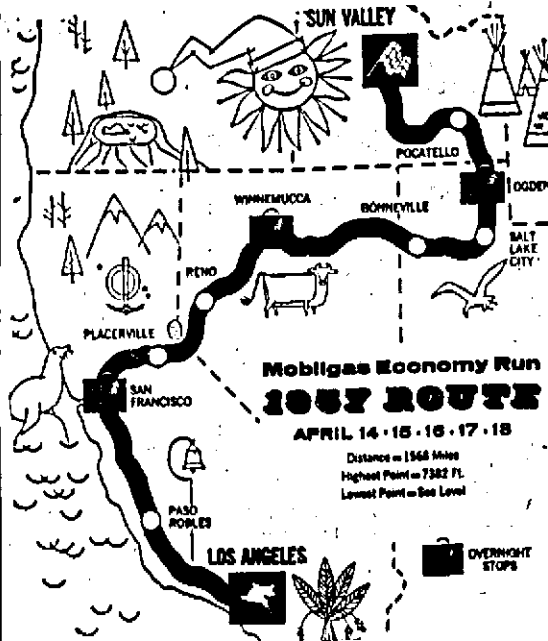 SUN VALLEY
POCATELLO
OGDEN
WINNEMUCCA
BONNEVILLE
SALT
LAKE
CITY
RENO
PLACERVILLE
SAN
FRANCISCO
Mobilgas Economy Run
1957 ROUTE
APRIL 14 · 15 · 16 · 17 · 18
Distance = 1568 Miles
Highest Point = 7382 Ft.
Lowest Point = Sea Level
PASO
ROBLES
LOS ANGELES
OVERNIGHT
STOPS